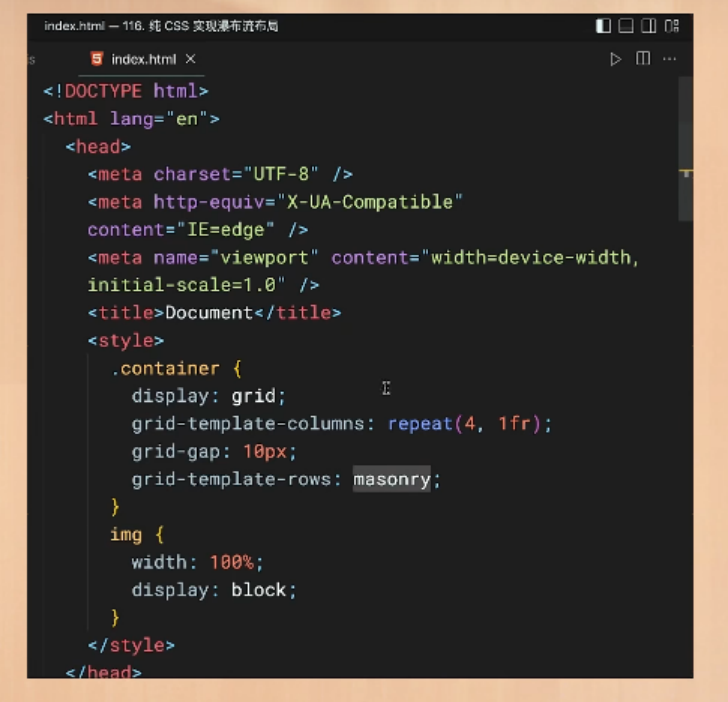 index.html — 116. 纯 CSS 实现瀑布流布局
is
index.html
<!DOCTYPE html>
<html lang="en">
<head>
<meta charset="UTF-8" />
<meta http-equiv="X-UA-Compatible"
content="IE=edge" />
<meta name="viewport" content="width=device-width,
initial-scale=1.0" />
<title>Document</title>
<style>
.container {
display: grid;
grid-template-columns: repeat(4, 1fr);
grid-gap: 10px;
grid-template-rows: masonry;
}
img {
width: 100%;
display: block;
}
</style>
</head>